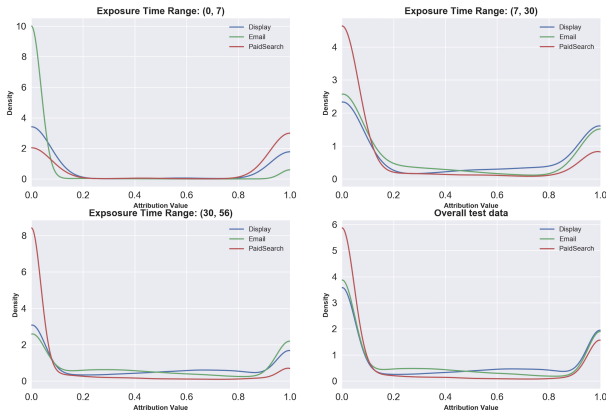 Exposure Time Range: (0, 7)
10
8
6
4
2
0
Density
Display
Email
PaidSearch
0.0 0.2 0.4 0.6 0.8 1.0
Attribution Value
Exposure Time Range: (7, 30)
4
3
2
1
0
Density
Display
Email
PaidSearch
0.0 0.2 0.4 0.6 0.8 1.0
Attribution Value
Exposure Time Range: (30, 56)
8
6
4
2
0
Density
Display
Email
PaidSearch
0.0 0.2 0.4 0.6 0.8 1.0
Attribution Value
Overall test data
6
5
4
3
2
1
0
Density
Display
Email
PaidSearch
0.0 0.2 0.4 0.6 0.8 1.0
Attribution Value